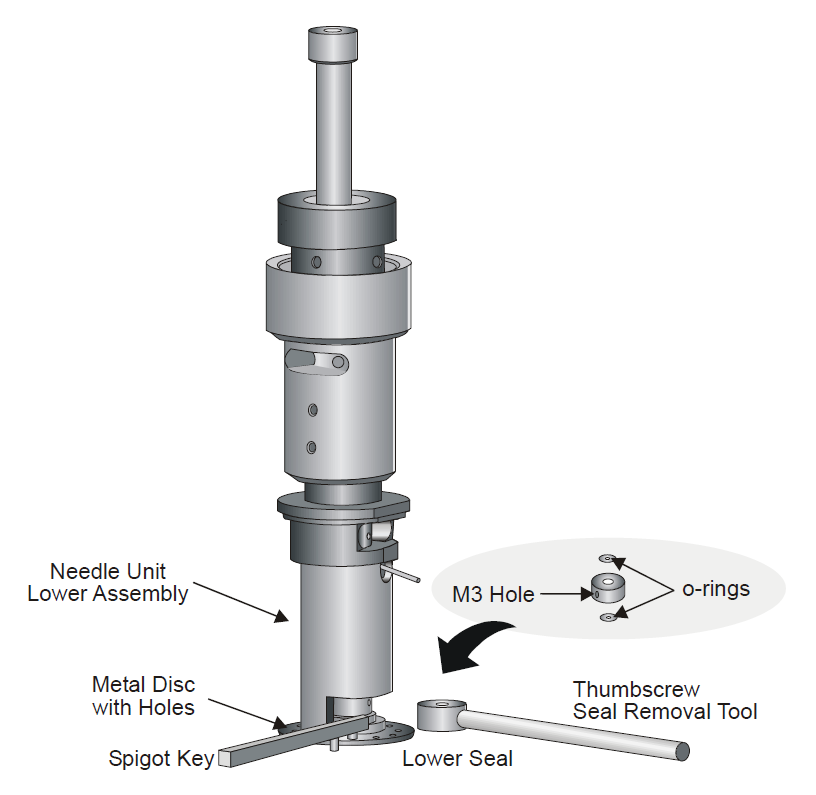 Needle Unit
Lower Assembly
M3 Hole
o-rings
Metal Disc
with Holes
Thumbscrew
Seal Removal Tool
Spigot Key
Lower Seal